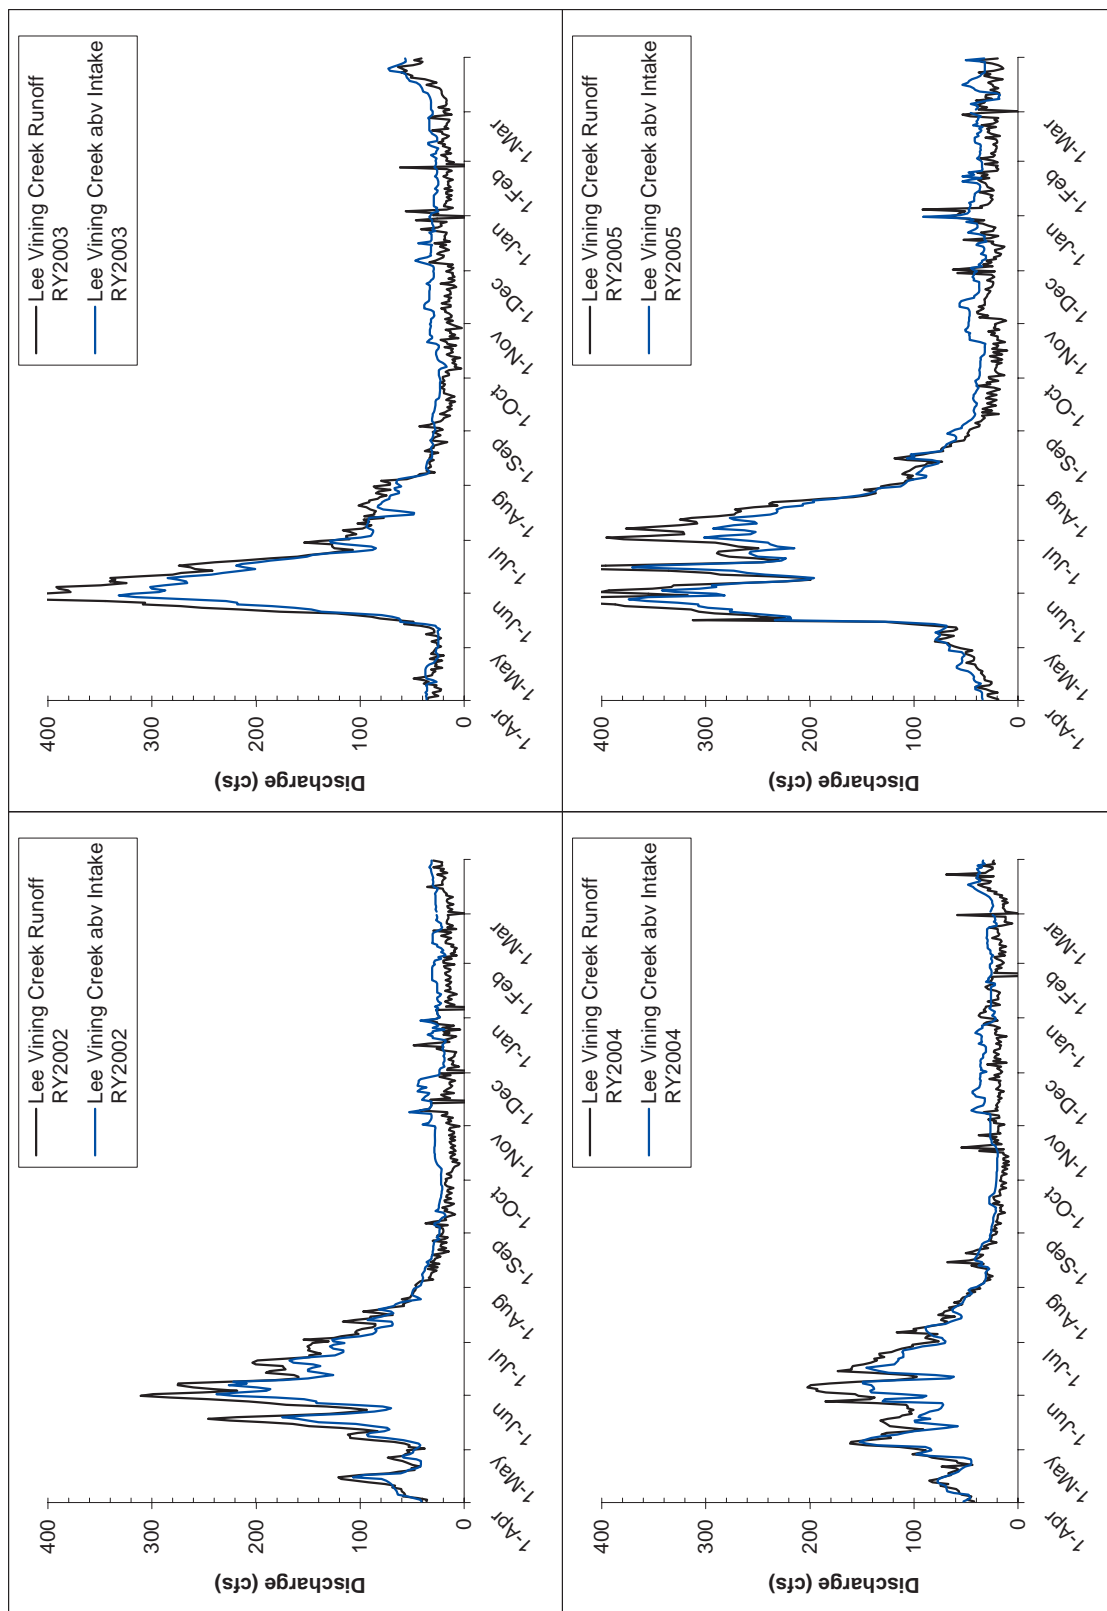 Discharge (cfs)
400
300
200
100
0
1-Apr
1-May
1-Jun
1-Jul
1-Aug
1-Sep
1-Oct
1-Nov
1-Dec
1-Jan
1-Feb
1-Mar
Lee Vining Creek Runoff
RY2002
Lee Vining Creek abv Intake
RY2002
Discharge (cfs)
400
300
200
100
0
1-Apr
1-May
1-Jun
1-Jul
1-Aug
1-Sep
1-Oct
1-Nov
1-Dec
1-Jan
1-Feb
1-Mar
Lee Vining Creek Runoff
RY2003
Lee Vining Creek abv Intake
RY2003
Discharge (cfs)
400
300
200
100
0
1-Apr
1-May
1-Jun
1-Jul
1-Aug
1-Sep
1-Oct
1-Nov
1-Dec
1-Jan
1-Feb
1-Mar
Lee Vining Creek Runoff
RY2004
Lee Vining Creek abv Intake
RY2004
Discharge (cfs)
400
300
200
100
0
1-Apr
1-May
1-Jun
1-Jul
1-Aug
1-Sep
1-Oct
1-Nov
1-Dec
1-Jan
1-Feb
1-Mar
Lee Vining Creek Runoff
RY2005
Lee Vining Creek abv Intake
RY2005